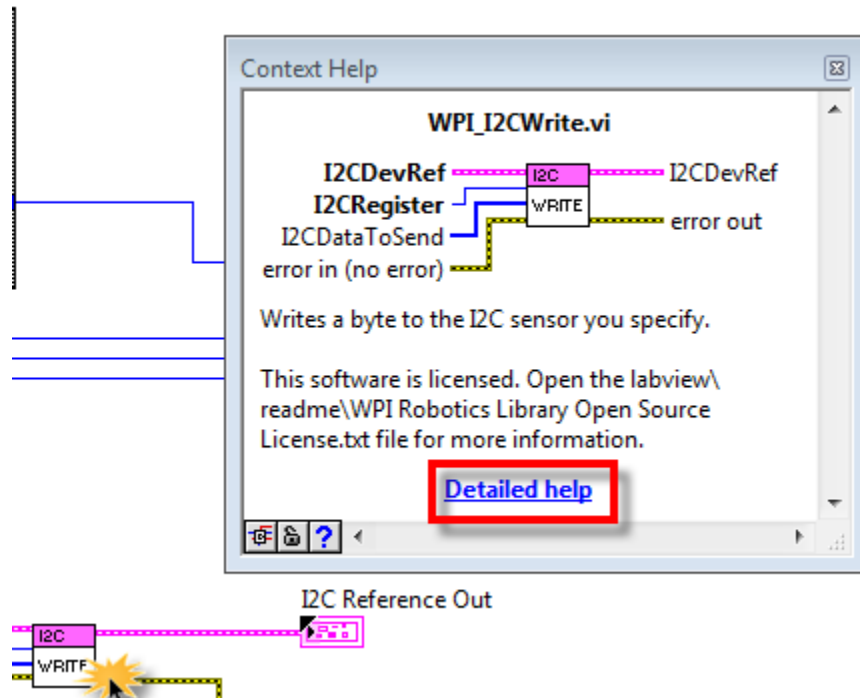 Context Help
WPI_I2CWrite.vi
I2CDevRef
I2C
I2CDevRef
I2CRegister
WRITE
error out
I2CDataToSend
error in (no error)
Writes a byte to the I2C sensor you specify.
This software is licensed. Open the labview\
readme\WPI Robotics Library Open Source
License.txt file for more information.
Detailed help
?
I2C Reference Out
I2C
WRITE